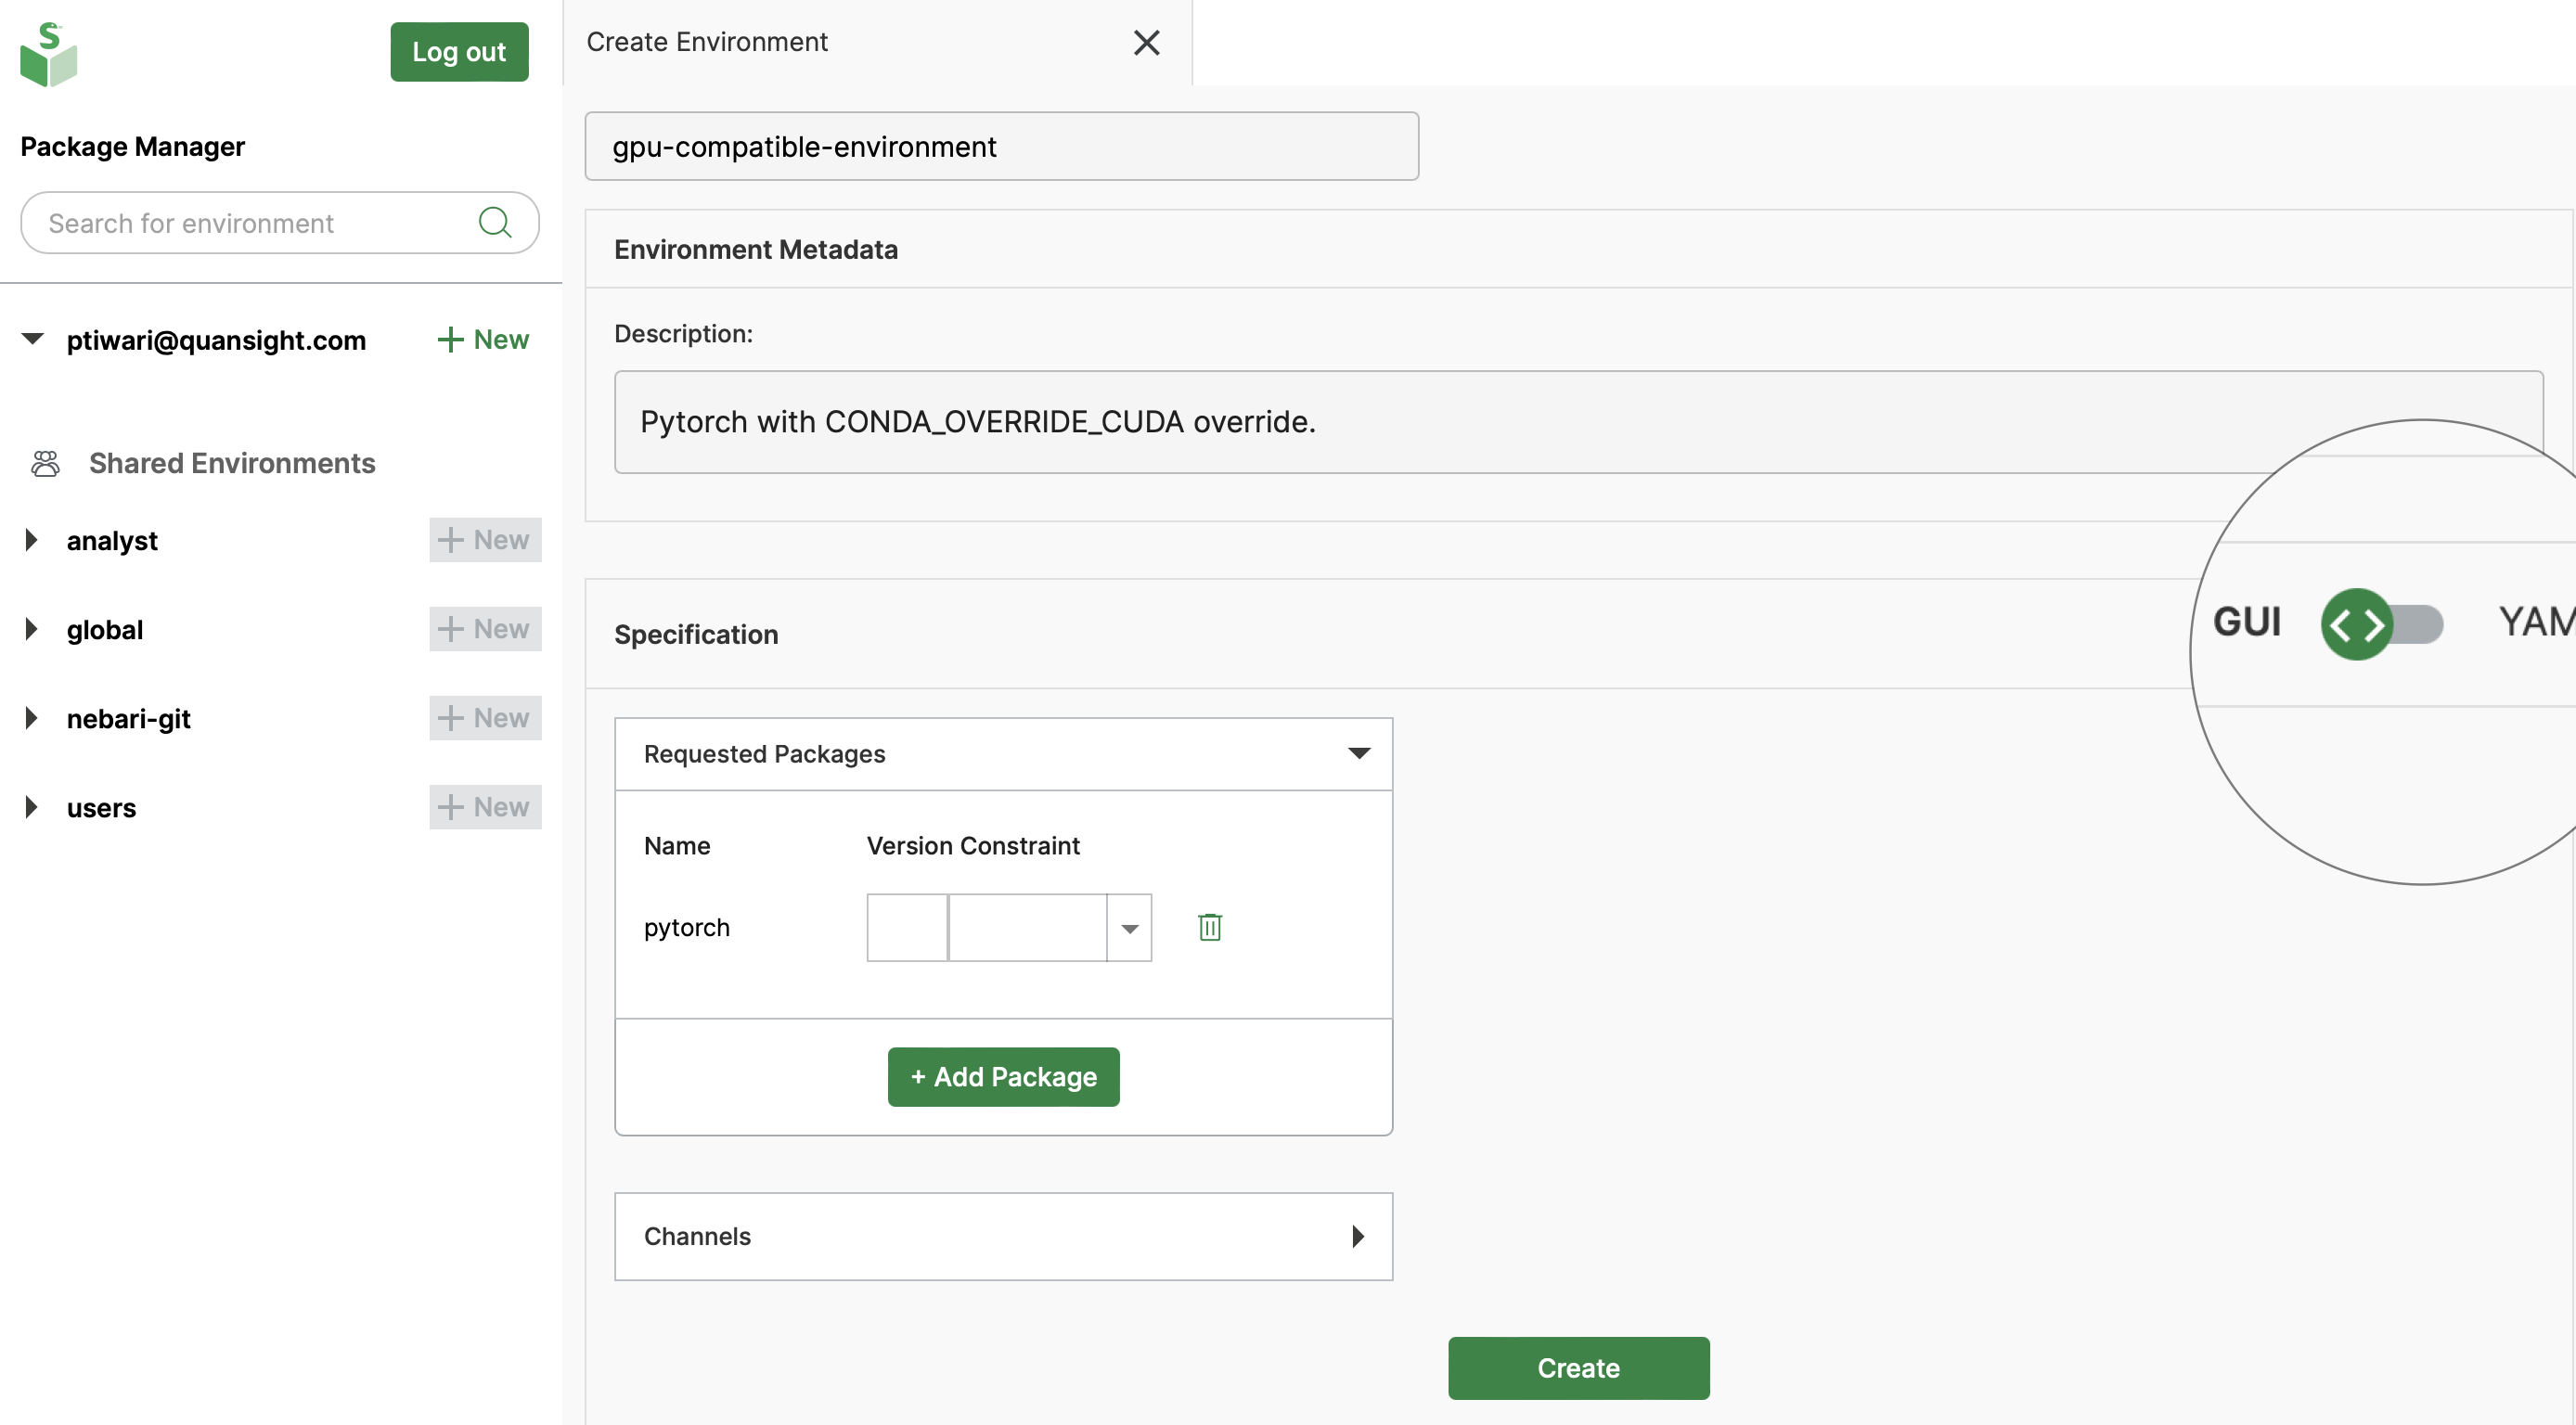 S
Log out
Package Manager
Search for environment
ptiwari@quansight.com
+ New
Shared Environments
analyst
+ New
global
+ New
nebari-git
+ New
users
+ New
Create Environment
gpu-compatible-environment
Environment Metadata
Description:
Pytorch with CONDA_OVERRIDE_CUDA override.
Specification
GUI <> YAM
Requested Packages
Name Version Constraint
pytorch
+ Add Package
Channels
Create